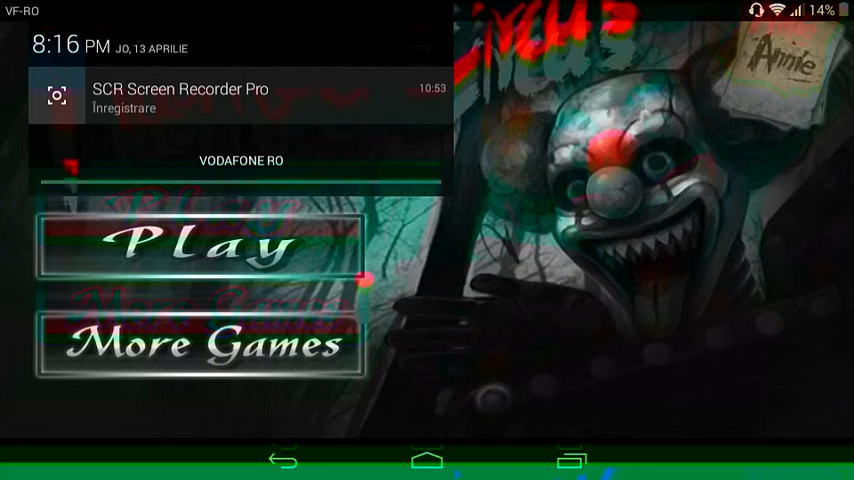 VF-RO
14%
8:16 PM JO, 13 APRILIE
SCR Screen Recorder Pro
10:53
Înregistrare
VODAFONE RO
Annie
Play
More Games